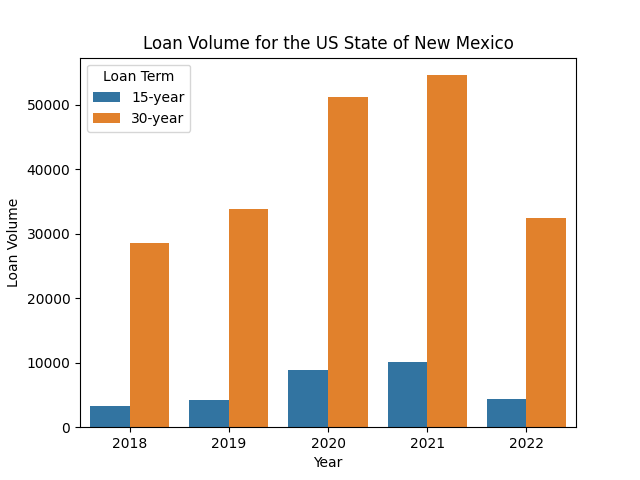 Loan Volume for the US State of New Mexico
Loan Term
15-year
30-year
Loan Volume
50000
40000
30000
20000
10000
0
2018 2019 2020 2021 2022
Year